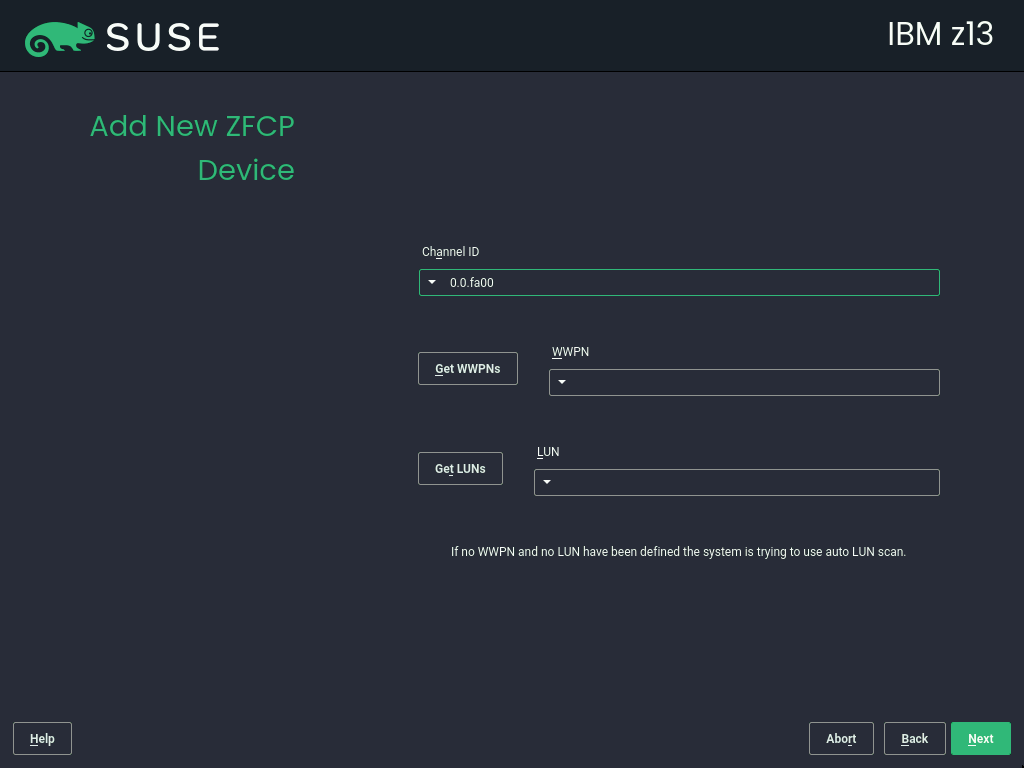 SUSE
IBM z13
Add New ZFCP
Device
Channel ID
0.0.fa00
Get WWPNs
WWPN
Get LUNs
LUN
If no WWPN and no LUN have been defined the system is trying to use auto LUN scan.
Help
Abort
Back
Next